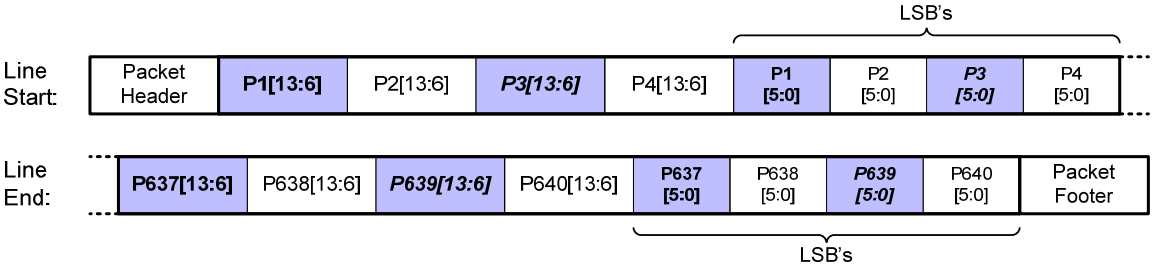 LSB's
Line
Start:
Packet
Header
P1[13:6]
P2[13:6]
P3[13:6]
P4[13:6]
P1
[5:0]
P2
[5:0]
P3
[5:0]
P4
[5:0]
Line
End:
P637[13:6]
P638[13:6]
P639[13:6]
P640[13:6]
P637
[5:0]
P638
[5:0]
P639
[5:0]
P640
[5:0]
Packet
Footer
LSB's